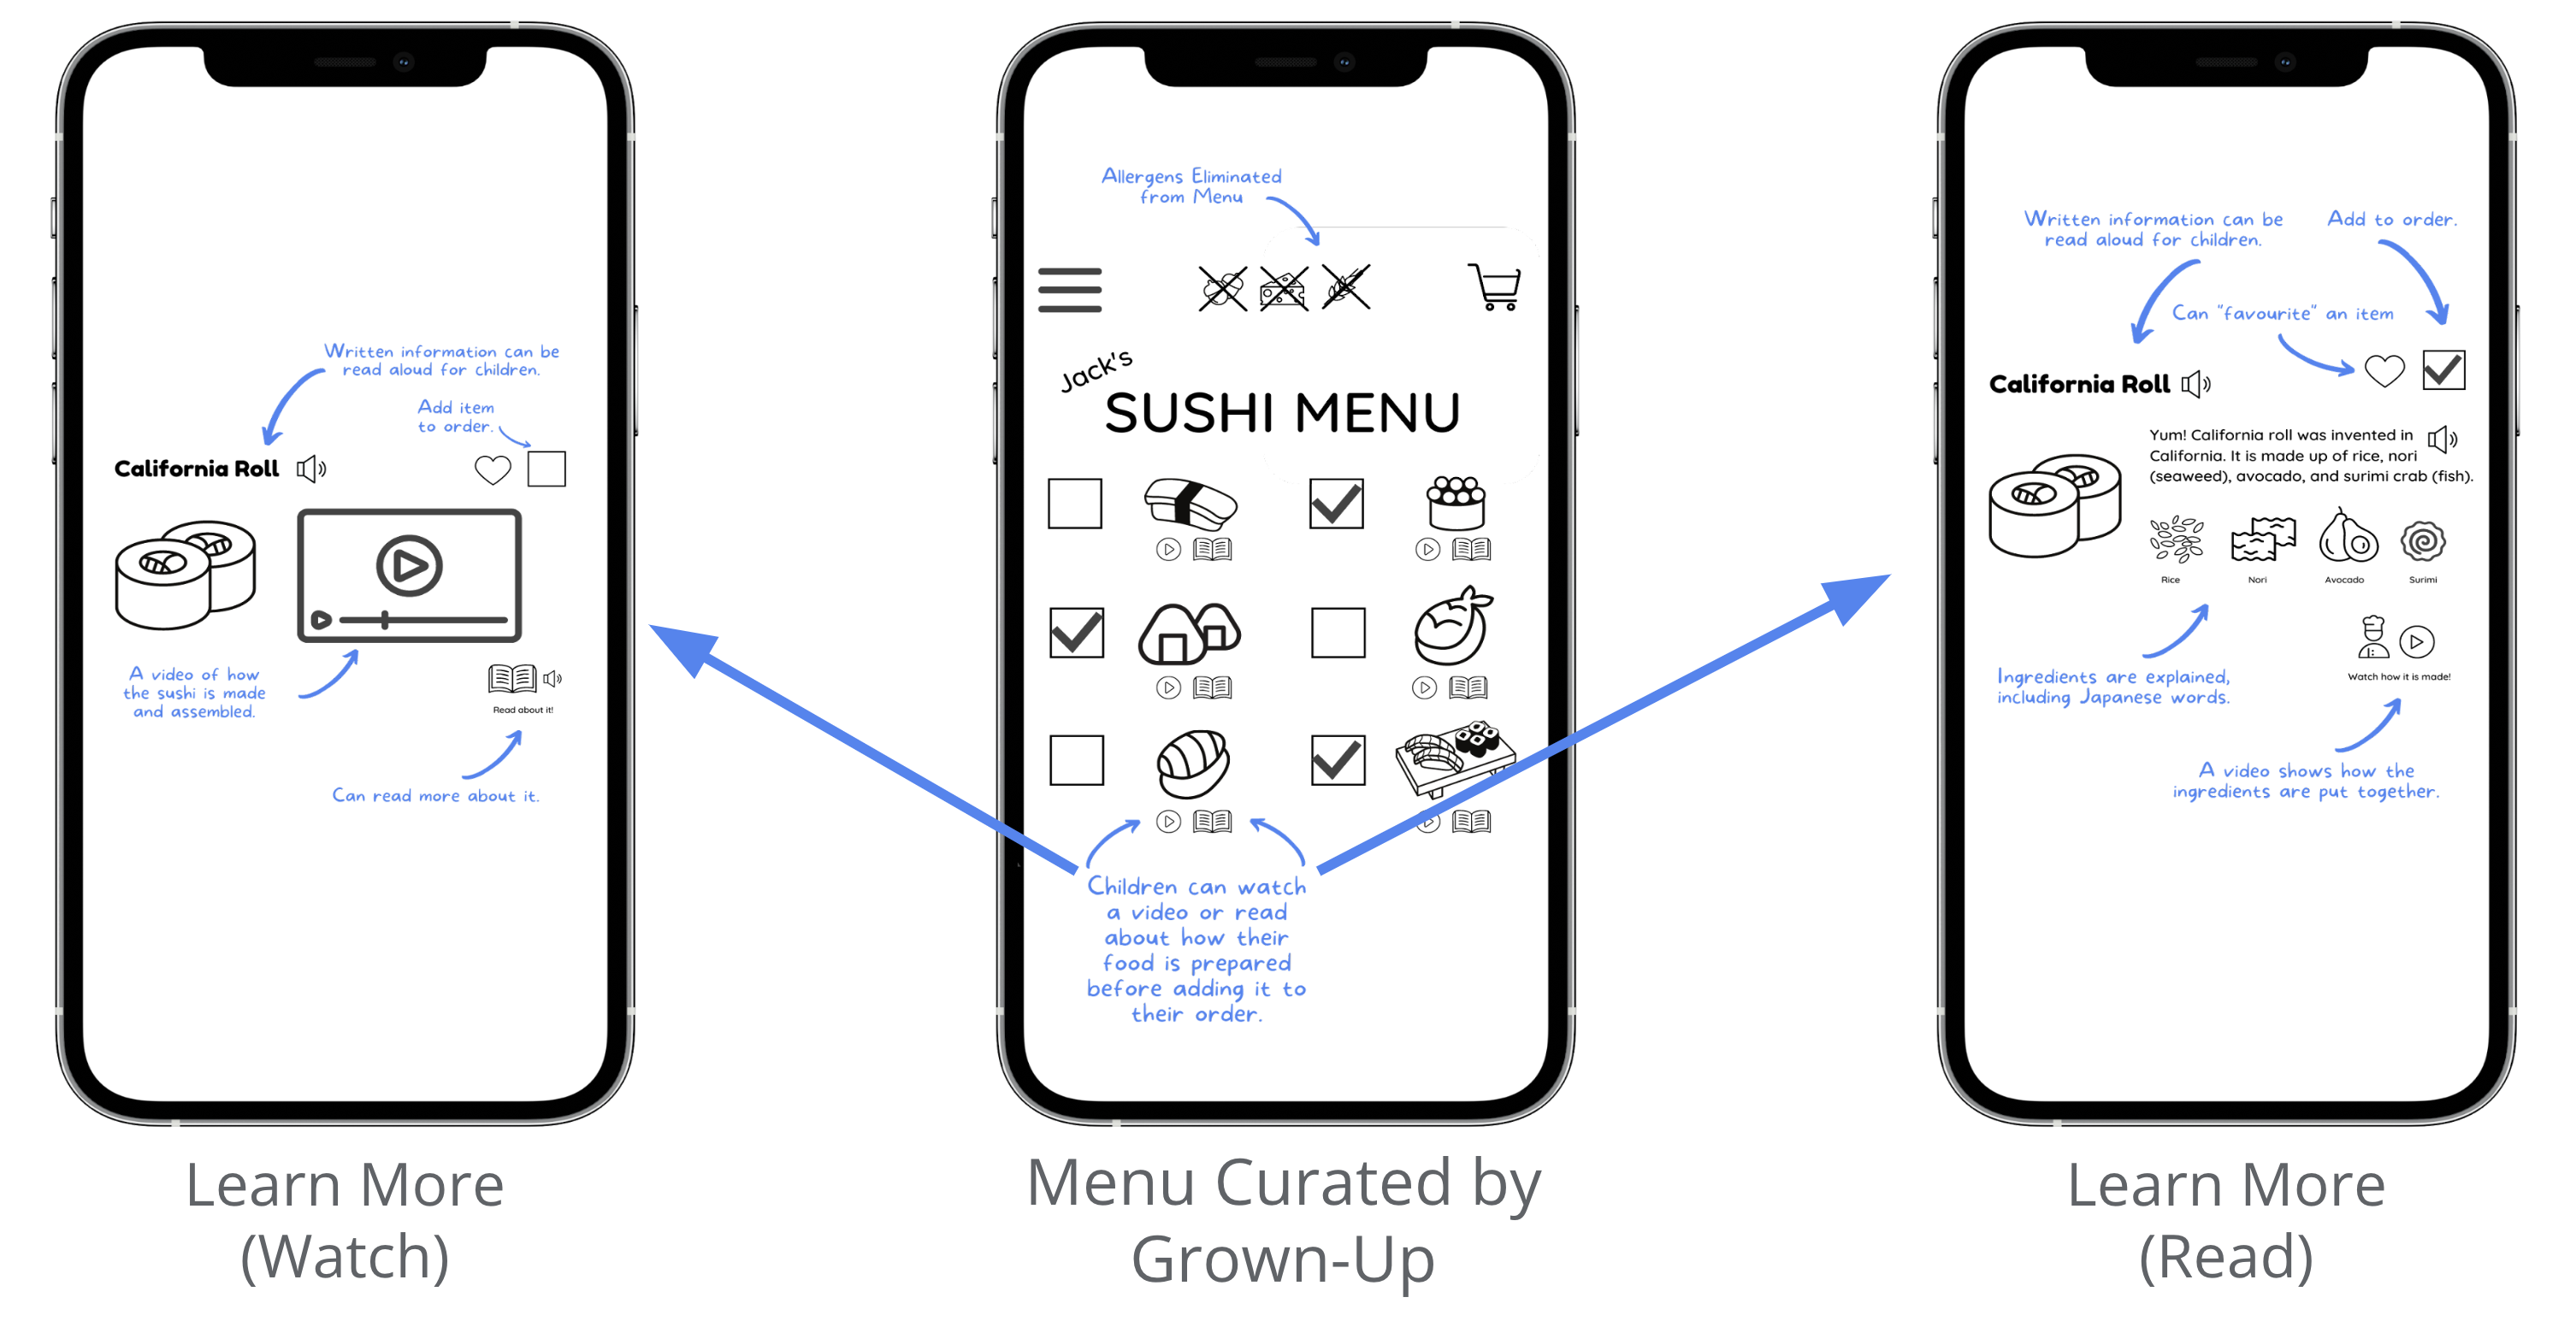 Written information can be
read aloud for children.
Add item
to order.
California Roll
A video of how
the sushi is made
and assembled.
Read about it!
Can read more about it.
Learn More
(Watch)
Allergens Eliminated
from Menu
Jack's
SUSHI MENU
Children can watch
a video or read
about how their
food is prepared
before adding it to
their order.
Menu Curated by
Grown-Up
Written information can be
read aloud for children.
Add to order.
Can "favourite" an item
California Roll
Yum! California roll was invented in
California. It is made up of rice, nori
(seaweed), avocado, and surimi crab (fish).
Rice
Nori
Avocado
Surimi
Ingredients are explained,
including Japanese words.
Watch how it is made!
A video shows how the
ingredients are put together.
Learn More
(Read)